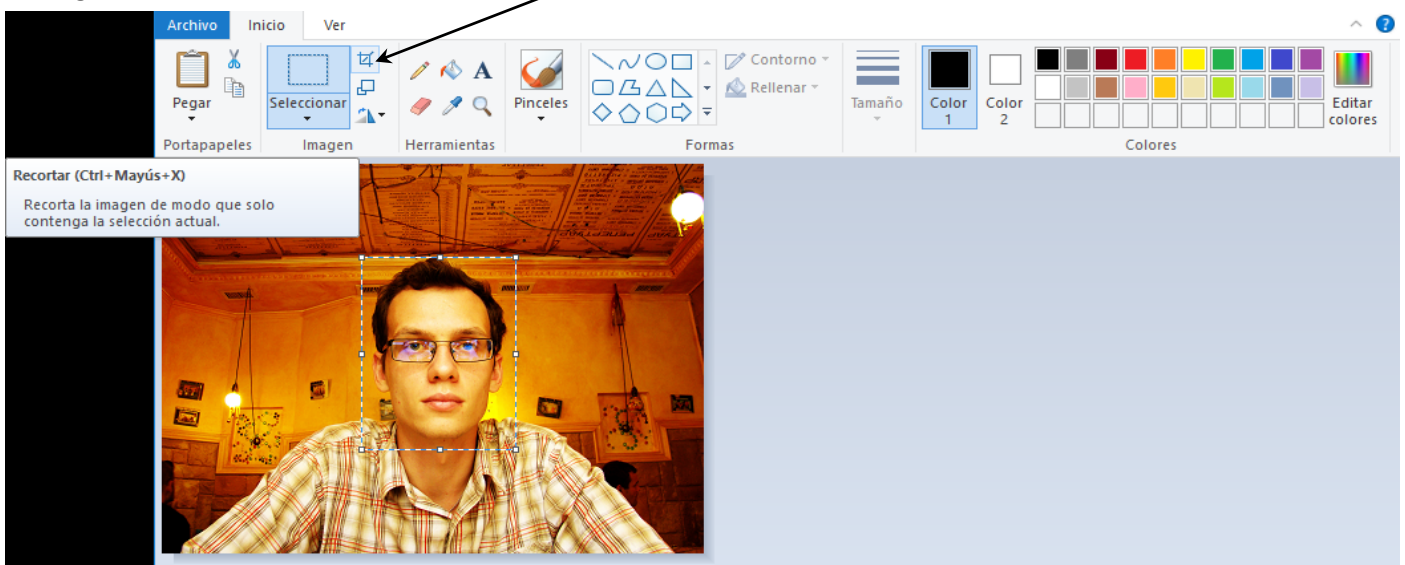 Archivo Inicio Ver
Pegar
Seleccionar
A
Pinceles
Contorno
Rellenar
Tamaño
Color 1
Color 2
Editar colores
Portapapeles Imagen Herramientas Formas Colores
Recortar (Ctrl+Mayús+X)
Recorta la imagen de modo que solo
contenga la selección actual.